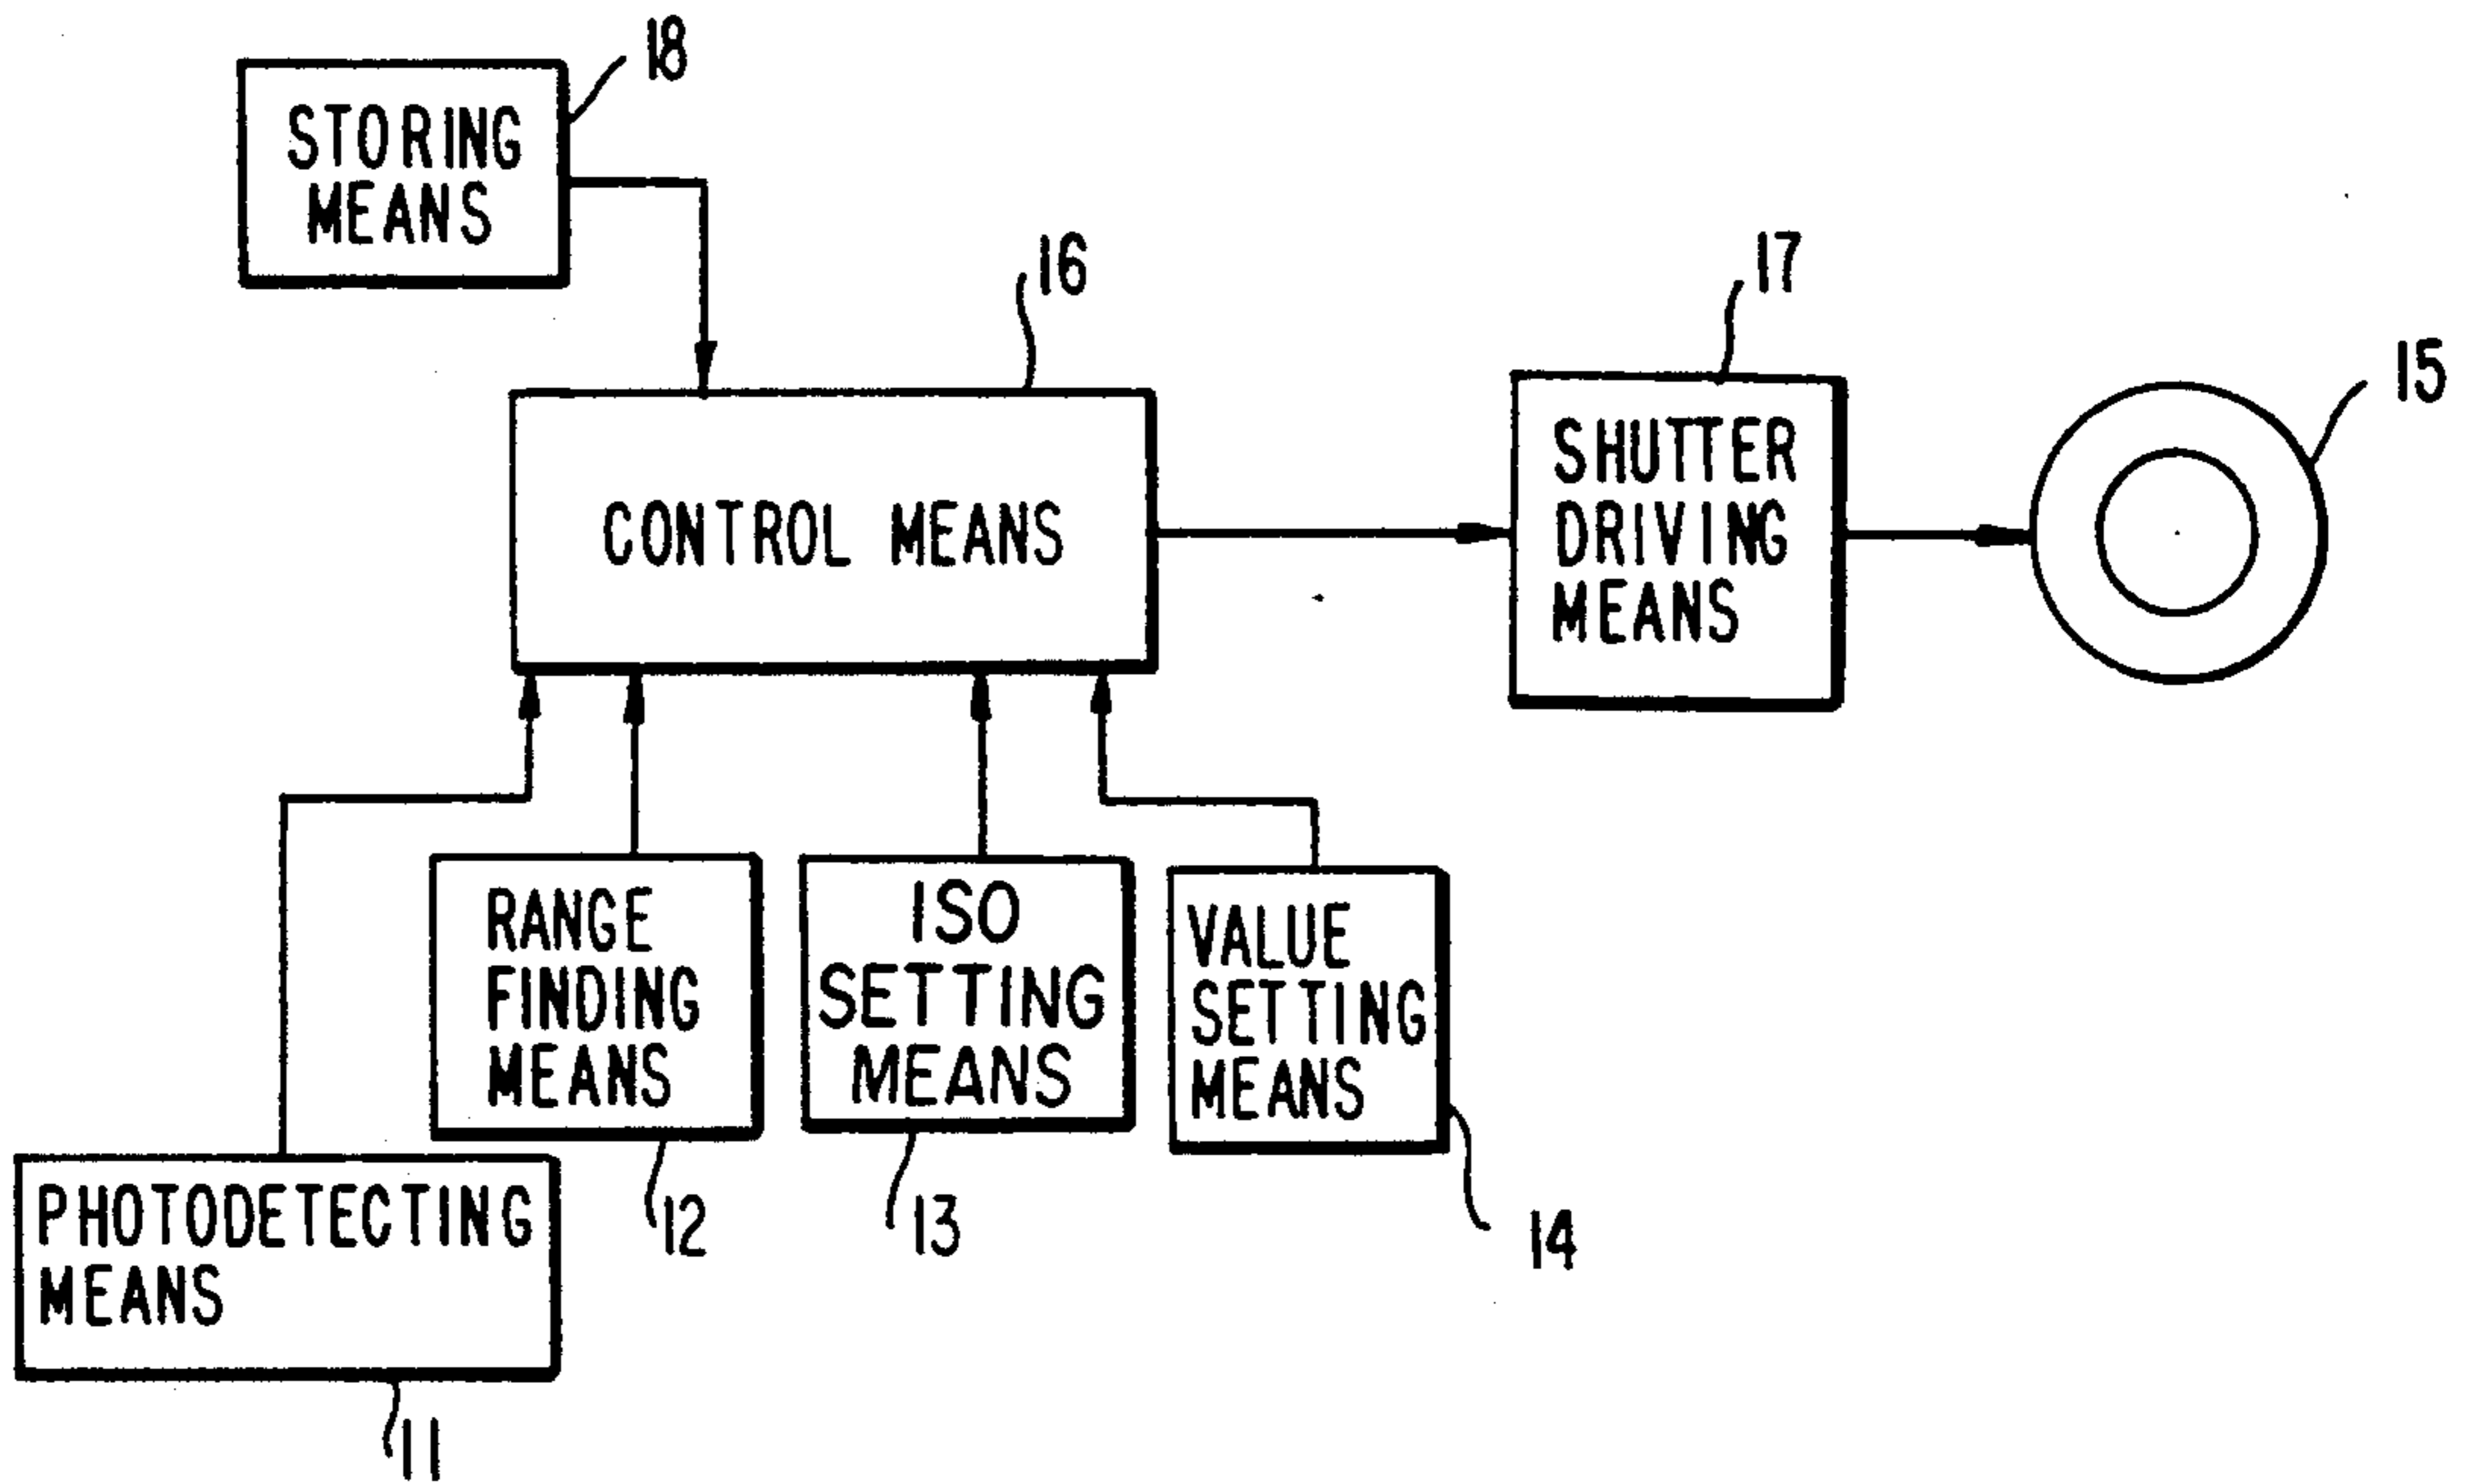 18
STORING
MEANS
16
17
15
CONTROL MEANS
SHUTTER
DRIVING
MEANS
RANGE
FINDING
MEANS
ISO
SETTING
MEANS
VALUE
SETTING
MEANS
12
13
14
PHOTODETECTING
MEANS
11